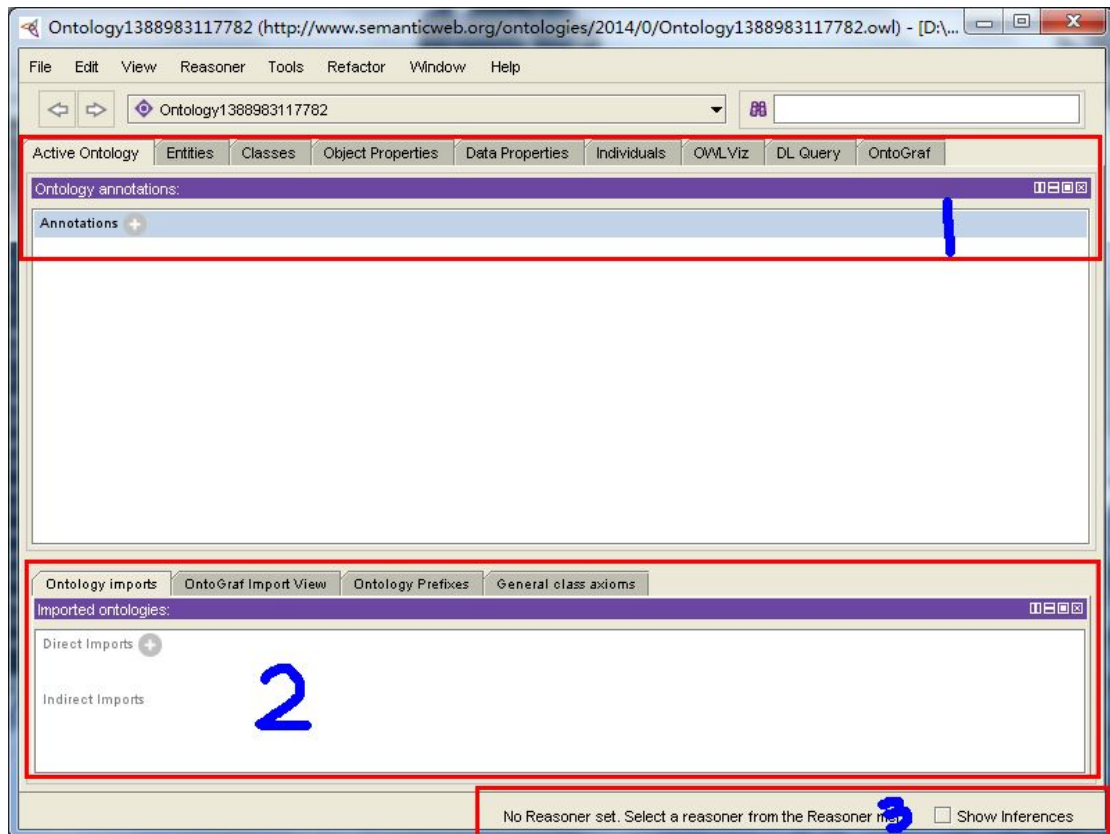 Ontology1388983117782 (http://www.semanticweb.org/ontologies/2014/0/Ontology1388983117782.owl) - [D:\...
File Edit View Reasoner Tools Refactor Window Help
Ontology1388983117782
Active Ontology Entities Classes Object Properties Data Properties Individuals OWLViz DL Query OntoGraf
Ontology annotations:
Annotations
1
Ontology imports OntoGraf Import View Ontology Prefixes General class axioms
Imported ontologies:
Direct Imports
2
Indirect Imports
No Reasoner set. Select a reasoner from the Reasoner 3 Show Inferences